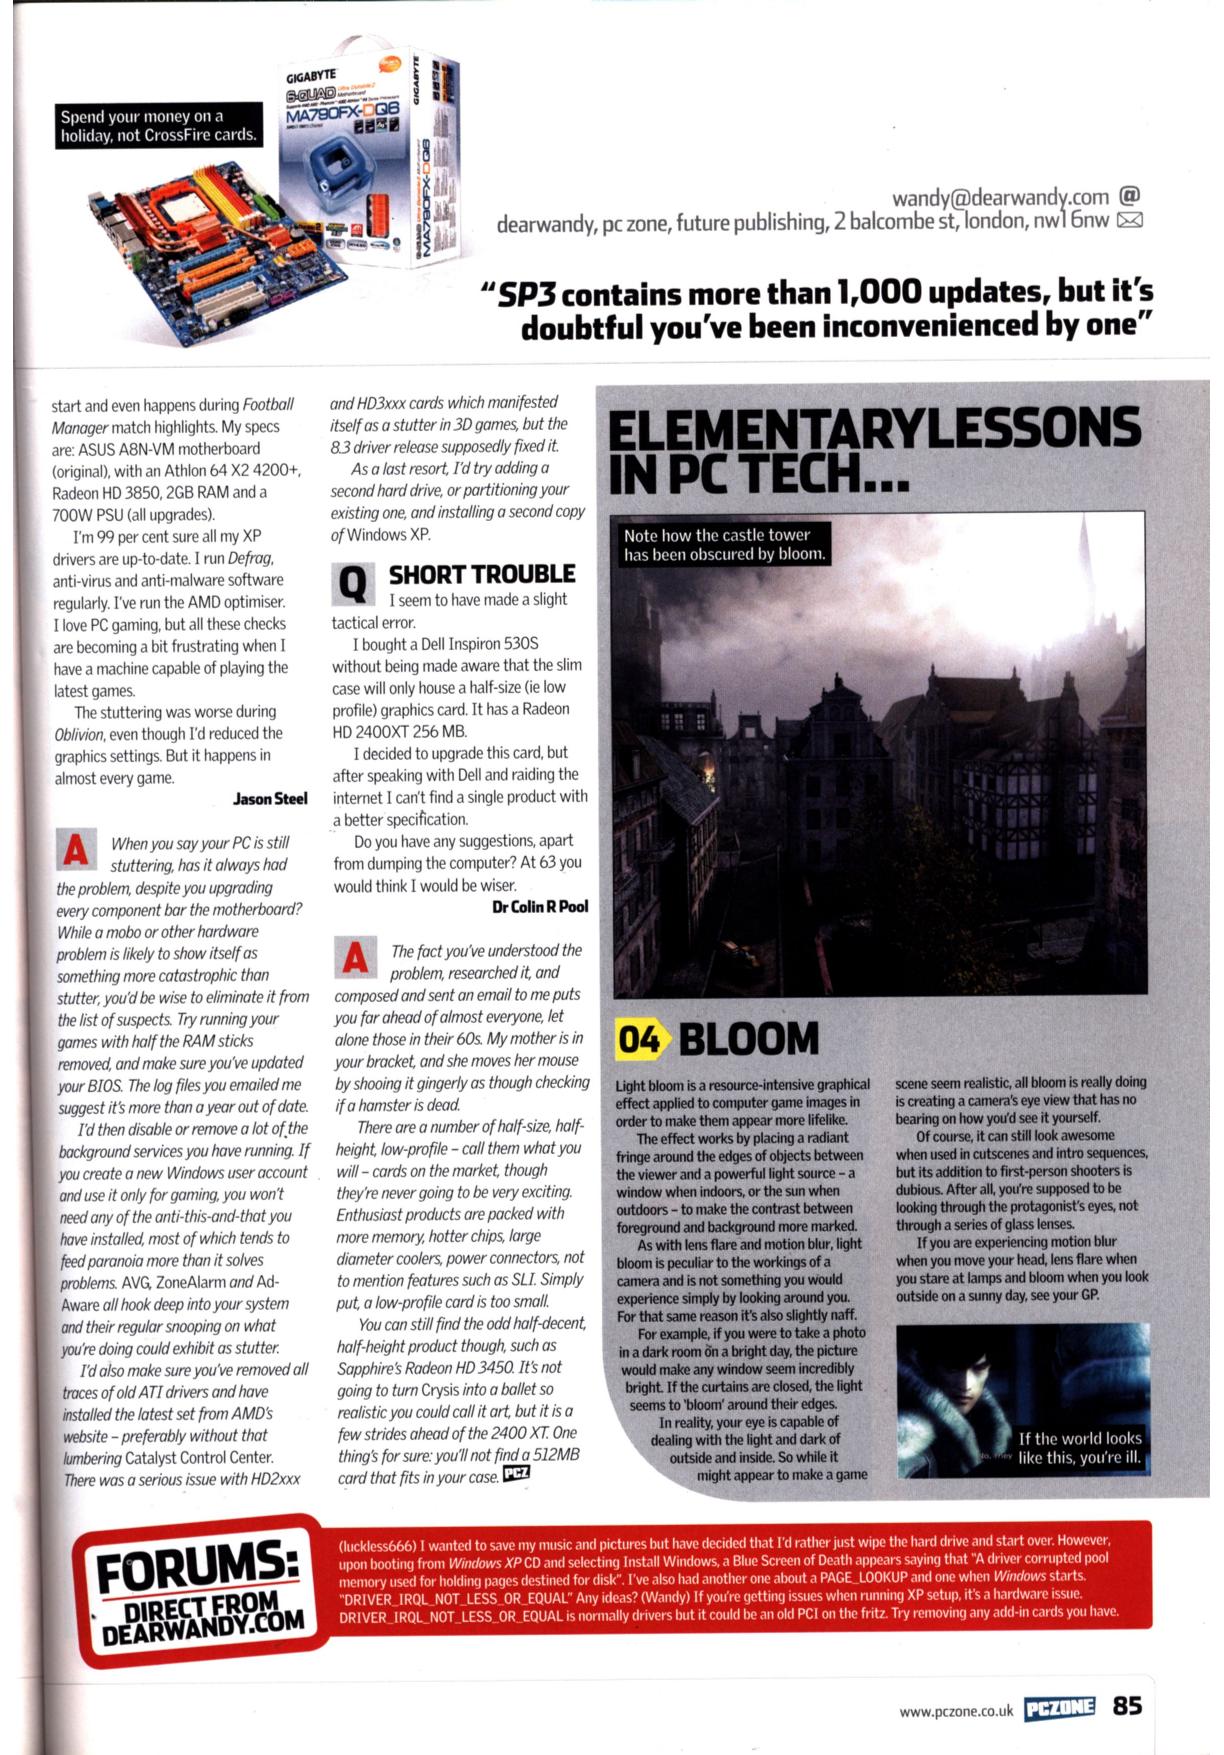 Spend your money on a
holiday, not CrossFire cards.
GIGABYTE
MA790FX-DQ6
GIGABYTE
MA790FX-DQ6
wandy@dearwandy.com @
dearwandy, pc zone, future publishing, 2 balcombe st, london, nw1 6nw
“SP3 contains more than 1,000 updates, but it’s
doubtful you’ve been inconvenienced by one”
start and even happens during Football
Manager match highlights. My specs
are: ASUS A8N-VM motherboard
(original), with an Athlon 64 X2 4200+,
Radeon HD 3850, 2GB RAM and a
700W PSU (all upgrades).
I’m 99 per cent sure all my XP
drivers are up-to-date. I run Defrag,
anti-virus and anti-malware software
regularly. I’ve run the AMD optimiser.
I love PC gaming, but all these checks
are becoming a bit frustrating when I
have a machine capable of playing the
latest games.
The stuttering was worse during
Oblivion, even though I’d reduced the
graphics settings. But it happens in
almost every game.
Jason Steel
A When you say your PC is still
stuttering, has it always had
the problem, despite you upgrading
every component bar the motherboard?
While a mobo or other hardware
problem is likely to show itself as
something more catastrophic than
stutter, you’d be wise to eliminate it from
the list of suspects. Try running your
games with half the RAM sticks
removed, and make sure you’ve updated
your BIOS. The log files you emailed me
suggest it’s more than a year out of date.
I’d then disable or remove a lot of the
background services you have running. If
you create a new Windows user account
and use it only for gaming, you won’t
need any of the anti-this-and-that you
have installed, most of which tends to
feed paranoia more than it solves
problems. AVG, ZoneAlarm and Ad-
Aware all hook deep into your system
and their regular snooping on what
you’re doing could exhibit as stutter.
I’d also make sure you’ve removed all
traces of old ATI drivers and have
installed the latest set from AMD’s
website – preferably without that
lumbering Catalyst Control Center.
There was a serious issue with HD2xxx
and HD3xxx cards which manifested
itself as a stutter in 3D games, but the
8.3 driver release supposedly fixed it.
As a last resort, I’d try adding a
second hard drive, or partitioning your
existing one, and installing a second copy
of Windows XP.
Q SHORT TROUBLE
I seem to have made a slight
tactical error.
I bought a Dell Inspiron 530S
without being made aware that the slim
case will only house a half-size (ie low
profile) graphics card. It has a Radeon
HD 2400XT 256 MB.
I decided to upgrade this card, but
after speaking with Dell and raiding the
internet I can’t find a single product with
a better specification.
Do you have any suggestions, apart
from dumping the computer? At 63 you
would think I would be wiser.
Dr Colin R Pool
A The fact you’ve understood the
problem, researched it, and
composed and sent an email to me puts
you far ahead of almost everyone, let
alone those in their 60s. My mother is in
your bracket, and she moves her mouse
by shooing it gingerly as though checking
if a hamster is dead.
There are a number of half-size, half-
height, low-profile – call them what you
will – cards on the market, though
they’re never going to be very exciting.
Enthusiast products are packed with
more memory, hotter chips, large
diameter coolers, power connectors, not
to mention features such as SLI. Simply
put, a low-profile card is too small.
You can still find the odd half-decent,
half-height product though, such as
Sapphire’s Radeon HD 3450. It’s not
going to turn Crysis into a ballet so
realistic you could call it art, but it is a
few strides ahead of the 2400 XT. One
thing’s for sure: you’ll not find a 512MB
card that fits in your case. PCZ
ELEMENTARYLESSONS
IN PC TECH...
Note how the castle tower
has been obscured by bloom.
04 BLOOM
Light bloom is a resource-intensive graphical
effect applied to computer game images in
order to make them appear more lifelike.
The effect works by placing a radiant
fringe around the edges of objects between
the viewer and a powerful light source – a
window when indoors, or the sun when
outdoors – to make the contrast between
foreground and background more marked.
As with lens flare and motion blur, light
bloom is peculiar to the workings of a
camera and is not something you would
experience simply by looking around you.
For that same reason it’s also slightly naff.
For example, if you were to take a photo
in a dark room on a bright day, the picture
would make any window seem incredibly
bright. If the curtains are closed, the light
seems to ‘bloom’ around their edges.
In reality, your eye is capable of
dealing with the light and dark of
outside and inside. So while it
might appear to make a game
scene seem realistic, all bloom is really doing
is creating a camera’s eye view that has no
bearing on how you’d see it yourself.
Of course, it can still look awesome
when used in cutscenes and intro sequences,
but its addition to first-person shooters is
dubious. After all, you’re supposed to be
looking through the protagonist’s eyes, not
through a series of glass lenses.
If you are experiencing motion blur
when you move your head, lens flare when
you stare at lamps and bloom when you look
outside on a sunny day, see your GP.
If the world looks
like this, you’re ill.
FORUMS:
DIRECT FROM
DEARWANDY.COM
(luckless666) I wanted to save my music and pictures but have decided that I’d rather just wipe the hard drive and start over. However,
upon booting from Windows XP CD and selecting Install Windows, a Blue Screen of Death appears saying that “A driver corrupted pool
memory used for holding pages destined for disk”. I’ve also had another one about a PAGE_LOOKUP and one when Windows starts.
“DRIVER_IRQL_NOT_LESS_OR_EQUAL” Any ideas? (Wandy) If you’re getting issues when running XP setup, it’s a hardware issue.
DRIVER_IRQL_NOT_LESS_OR_EQUAL is normally drivers but it could be an old PCI on the fritz. Try removing any add-in cards you have.
www.pczone.co.uk PCZONE 85